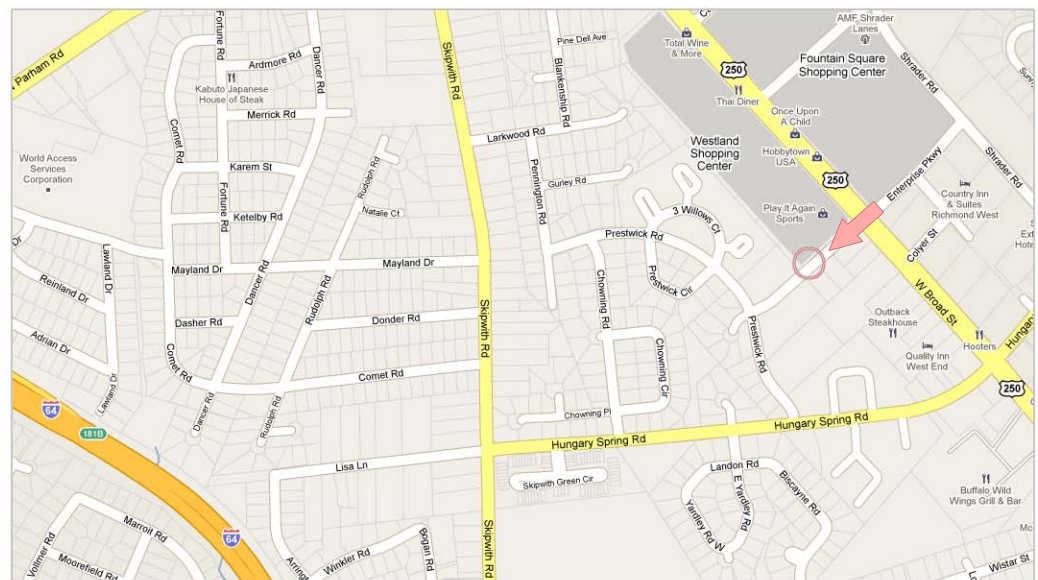 AMF Shrader
Lanes
Total Wine
& More
Fountain Square
Shopping Center
Shrader Rd
Parham Rd
Fortune Rd
Dancer Rd
Ardmore Rd
Kabuto Japanese
House of Steak
Merrick Rd
Skipwith Rd
Pine Dell Ave
Blankenship Rd
250
Thai Diner
Once Upon
A Child
Larkwood Rd
Westland
Shopping
Center
Hobbytown
USA
250
Enterprise Pkwy
Shrader Rd
World Access
Services
Corporation
Comet Rd
Karem St
Fortune Rd
Rudolph Rd
Pennington Rd
Gurley Rd
Country Inn
& Suites
Richmond West
Ketelby Rd
Natalie Ct
3 Willows Ct
Play It Again
Sports
Colyer St
Prestwick Rd
Lawland Dr
Mayland Dr
Mayland Dr
Dancer Rd
Rudolph Rd
Reinland Dr
Chowning Rd
Prestwick Cir
W Broad St
Dasher Rd
Donder Rd
Skipwith Rd
Prestwick Rd
Outback
Steakhouse
Adrian Dr
Hooters
Quality Inn
West End
Comet Rd
Comet Rd
Chowning Cir
Lawland Dr
Dancer Rd
Rudolph Rd
250
64
181B
Chowning Pl
Hungary Spring Rd
Hungary Spring Rd
Lisa Ln
Skipwith Green Cir
Landon Rd
E Yardley Rd
Biscayne Rd
Yardley Rd W
Buffalo Wild
Wings Grill & Bar
Marroit Rd
64
Skipwith Rd
Vollmer Rd
Moorefield Rd
Winkler Rd
Bogan Rd
Wistar St